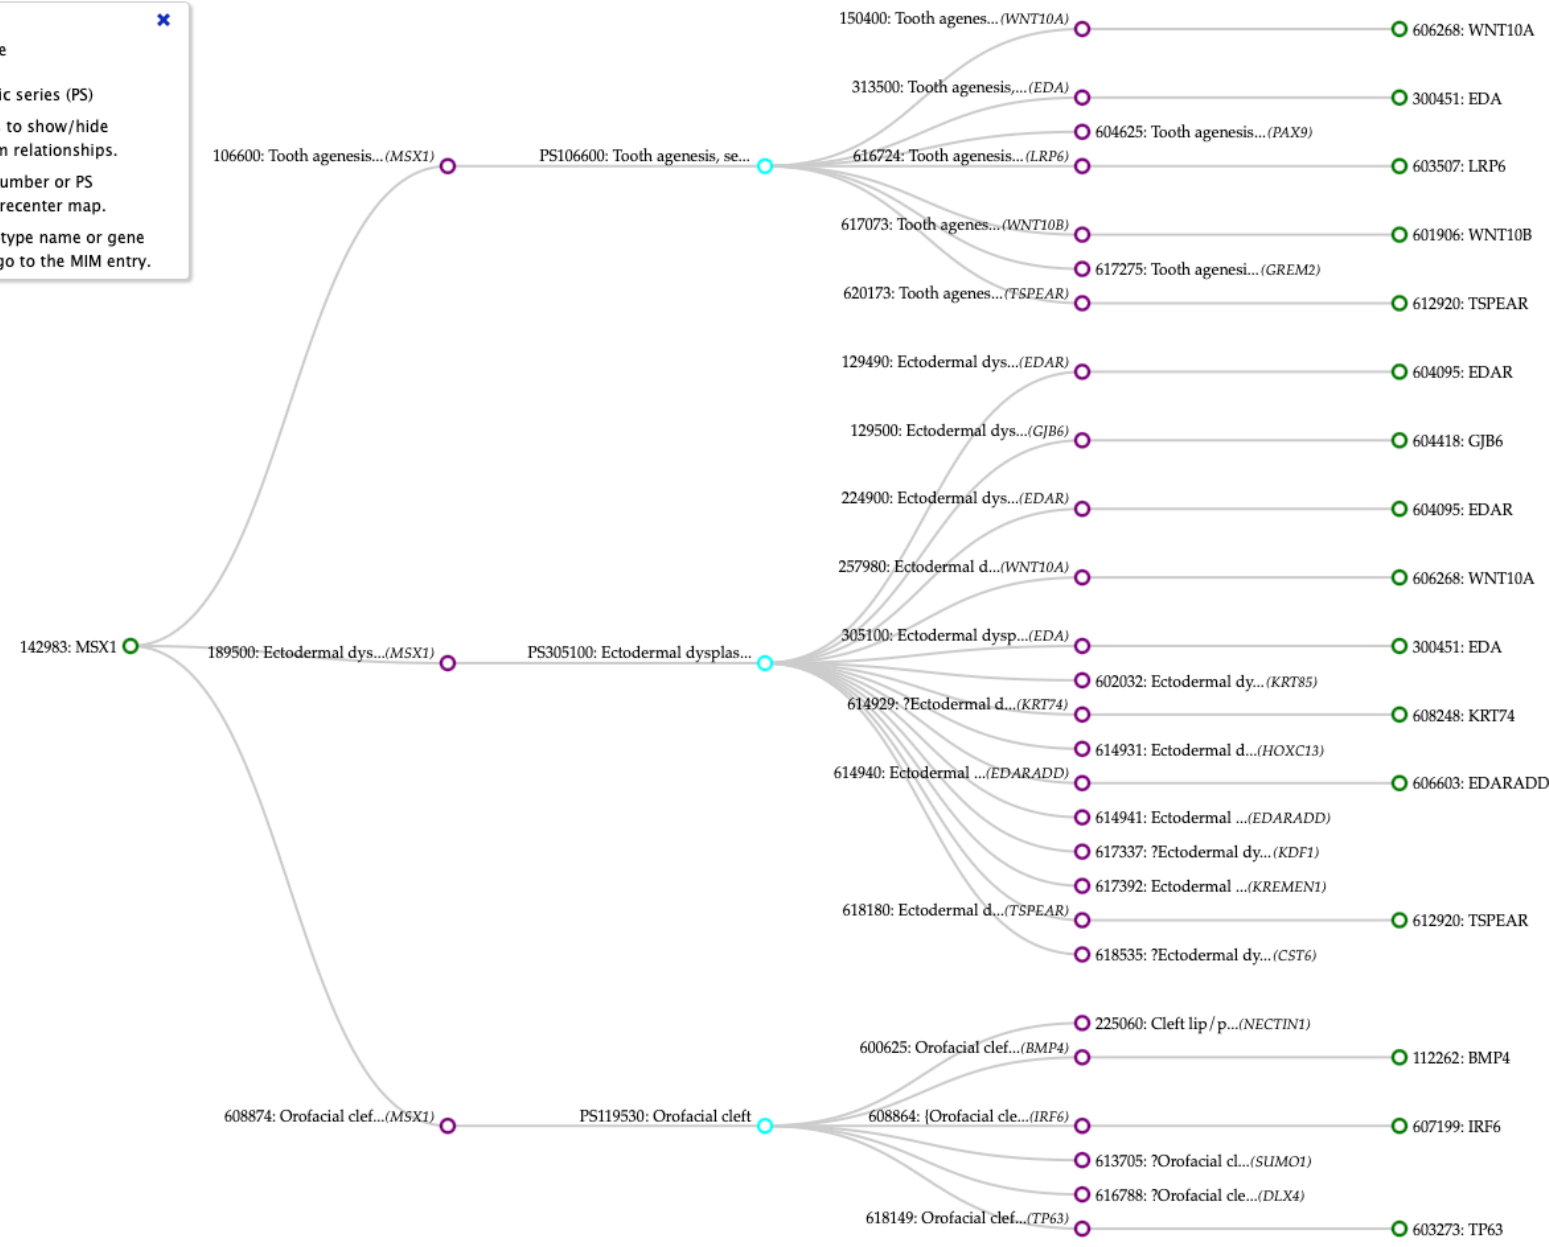 e
ic series (PS)
to show/hide
m relationships.
umber or PS
recenter map.
type name or gene
go to the MIM entry.
142983: MSX1
106600: Tooth agenesis...(MSX1)
189500: Ectodermal dys...(MSX1)
608874: Orofacial clef...(MSX1)
PS106600: Tooth agenesis, se...
PS305100: Ectodermal dysplas...
PS119530: Orofacial cleft
150400: Tooth agenes...(WNT10A)
606268: WNT10A
313500: Tooth agenesis,...(EDA)
300451: EDA
604625: Tooth agenesis...(PAX9)
616724: Tooth agenesis...(LRP6)
603507: LRP6
617073: Tooth agenes...(WNT10B)
601906: WNT10B
617275: Tooth agenesi...(GREM2)
620173: Tooth agenes...(TSPEAR)
612920: TSPEAR
129490: Ectodermal dys...(EDAR)
604095: EDAR
129500: Ectodermal dys...(GJB6)
604418: GJB6
224900: Ectodermal dys...(EDAR)
604095: EDAR
257980: Ectodermal d...(WNT10A)
606268: WNT10A
305100: Ectodermal dysp...(EDA)
300451: EDA
602032: Ectodermal dy...(KRT85)
614929: ?Ectodermal d...(KRT74)
608248: KRT74
614931: Ectodermal d...(HOXC13)
614940: Ectodermal ...(EDARADD)
606603: EDARADD
614941: Ectodermal ...(EDARADD)
617337: ?Ectodermal dy...(KDF1)
617392: Ectodermal ...(KREMEN1)
618180: Ectodermal d...(TSPEAR)
612920: TSPEAR
618535: ?Ectodermal dy...(CST6)
225060: Cleft lip/p...(NECTIN1)
600625: Orofacial clef...(BMP4)
112262: BMP4
608864: {Orofacial cle...(IRF6)
607199: IRF6
613705: ?Orofacial cl...(SUMO1)
616788: ?Orofacial cle...(DLX4)
618149: Orofacial clef...(TP63)
603273: TP63